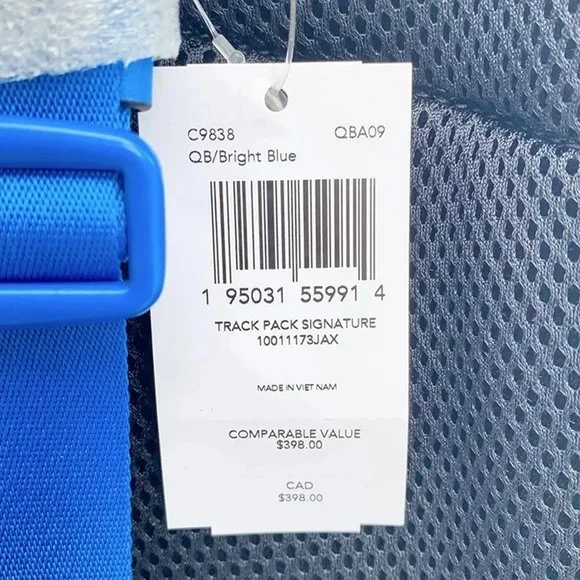 C9838 QBA09
QB/Bright Blue
1 95031 55991 4
TRACK PACK SIGNATURE
10011173JAX
MADE IN VIET NAM
COMPARABLE VALUE
$398.00
CAD
$398.00